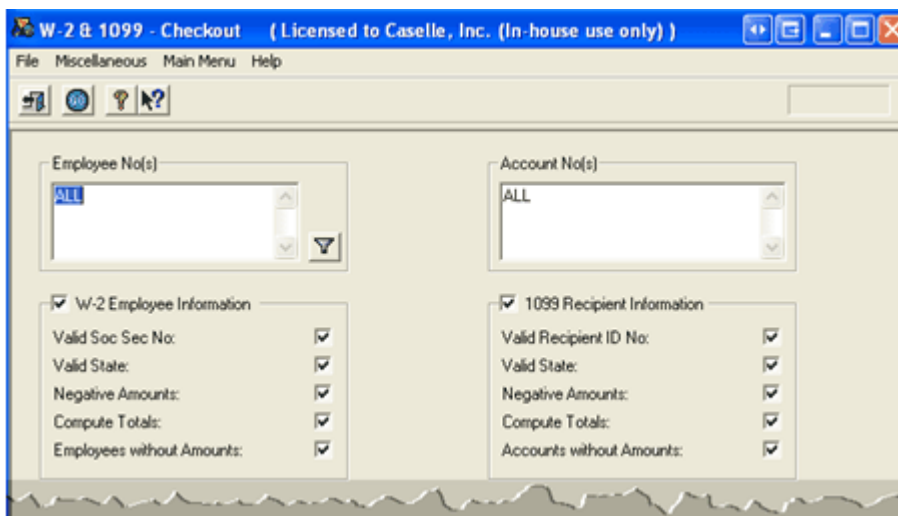 W-2 & 1099 - Checkout ( Licensed to Caselle, Inc. (In-house use only) )
File Miscellaneous Main Menu Help
Employee No(s)
ALL
Account No(s)
ALL
W-2 Employee Information
Valid Soc Sec No:
Valid State:
Negative Amounts:
Compute Totals:
Employees without Amounts:
1099 Recipient Information
Valid Recipient ID No:
Valid State:
Negative Amounts:
Compute Totals:
Accounts without Amounts: